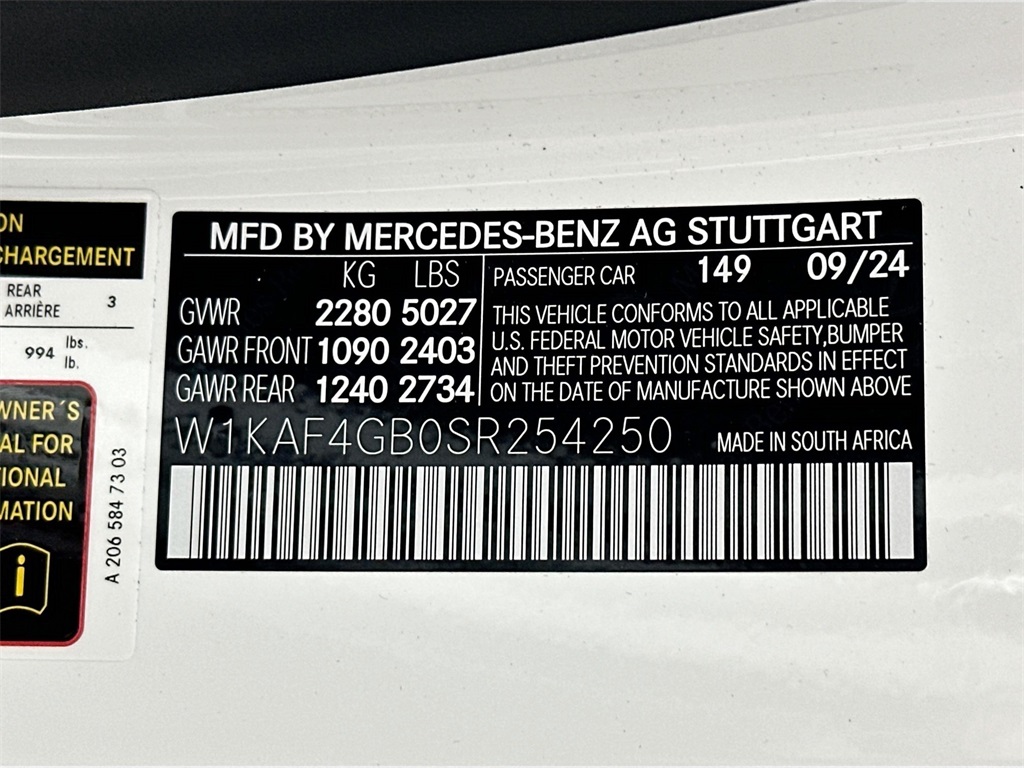 ON
CHARGEMENT
REAR
ARRIÈRE 3
994 lbs.
lb.
WNER´S
AL FOR
TIONAL
MATION
i
A 206 584 73 03
MFD BY MERCEDES-BENZ AG STUTTGART
KG LBS
GVWR 2280 5027
GAWR FRONT 1090 2403
GAWR REAR 1240 2734
PASSENGER CAR 149 09/24
THIS VEHICLE CONFORMS TO ALL APPLICABLE
U.S. FEDERAL MOTOR VEHICLE SAFETY,BUMPER
AND THEFT PREVENTION STANDARDS IN EFFECT
ON THE DATE OF MANUFACTURE SHOWN ABOVE
W1KAF4GB0SR254250 MADE IN SOUTH AFRICA